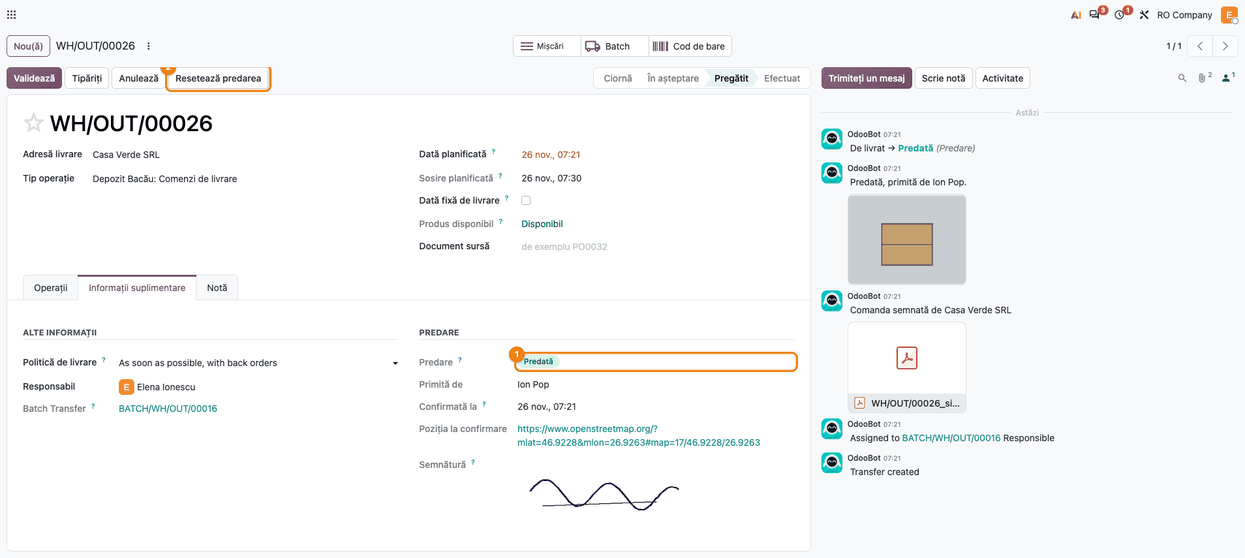 AI 3 1 RO Company E
Nou(ă) WH/OUT/00026 Mișcări Batch Cod de bare 1 / 1
Validează Tipăriți Anulează Resetează predarea Ciornă În așteptare Pregătit Efectuat Trimiteți un mesaj Scrie notă Activitate 2 1
WH/OUT/00026
Adresă livrare Casa Verde SRL
Tip operație Depozit Bacău: Comenzi de livrare
Dată planificată ? 26 nov., 07:21
Sosire planificată ? 26 nov., 07:30
Dată fixă de livrare ?
Produs disponibil ? Disponibil
Document sursă de exemplu PO0032
Operații Informații suplimentare Notă
ALTE INFORMAȚII
Politică de livrare ? As soon as possible, with back orders
Responsabil E Elena Ionescu
Batch Transfer ? BATCH/WH/OUT/00016
PREDARE
1
Predare ? Predată
Primită de Ion Pop
Confirmată la ? 26 nov., 07:21
Poziția la confirmare https://www.openstreetmap.org/?
mlat=46.9228&mlon=26.9263#map=17/46.9228/26.9263
Semnătură ?
Astăzi
OdooBot 07:21
De livrat → Predată (Predare)
OdooBot 07:21
Predată, primită de Ion Pop.
OdooBot 07:21
Comanda semnată de Casa Verde SRL
WH/OUT/00026_si...
OdooBot 07:21
Assigned to BATCH/WH/OUT/00016 Responsible
OdooBot 07:21
Transfer created